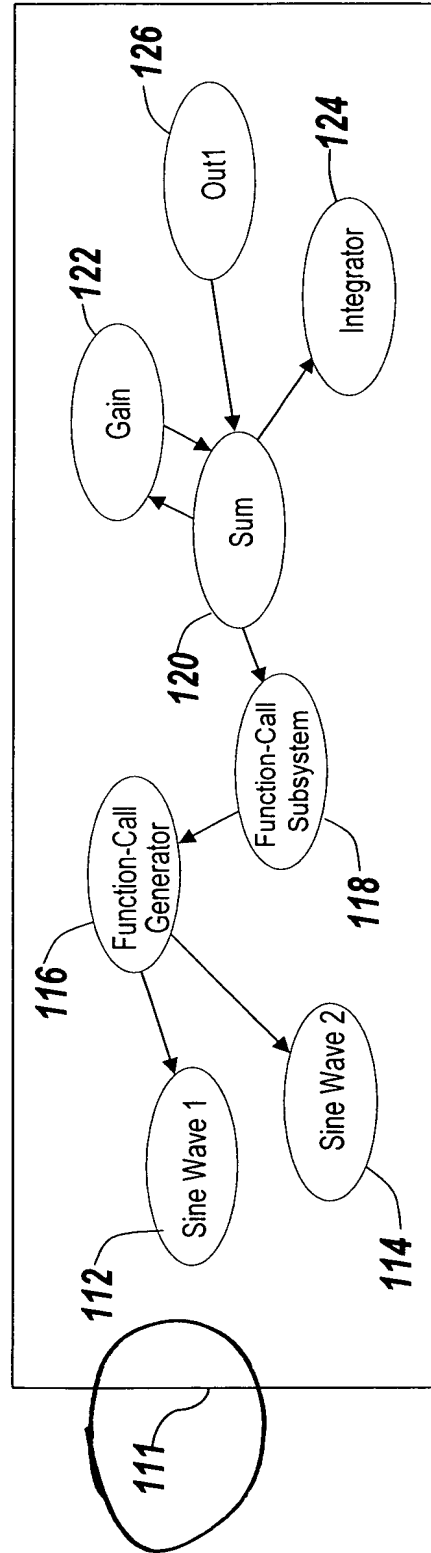 111
112
Sine Wave 1
114
Sine Wave 2
116
Function-Call
Generator
118
Function-Call
Subsystem
120
Sum
122
Gain
124
Integrator
126
Out1